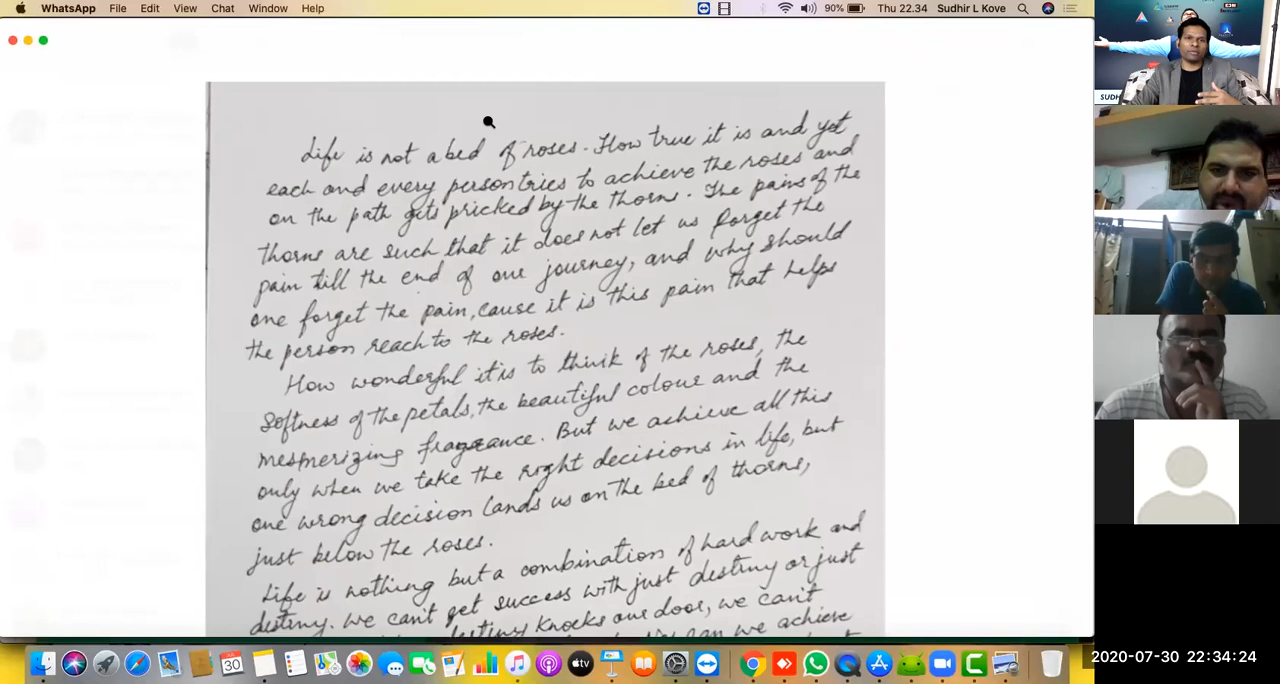 WhatsApp File Edit View Chat Window Help 90% Thu 22.34 Sudhir L Kove
SUDH
Life is not a bed of roses. How true it is and yet
each and every person tries to achieve the roses and
on the path gets pricked by the thorns. The pains of the
thorns are such that it does not let us forget the
pain till the end of our journey, and why should
one forget the pain, cause it is this pain that helps
the person reach to the roses.
How wonderful it is to think of the roses, the
softness of the petals, the beautiful colour and the
mesmerizing fragrance. But we achieve all this
only when we take the right decisions in life, but
one wrong decision lands us on the bed of thorns,
just below the roses.
Life is nothing but a combination of hard work and
destiny. We can't get success with just destiny or just
destiny knocks our door, we can't
can we achieve
JUL
30
tv
2020-07-30 22:34:24